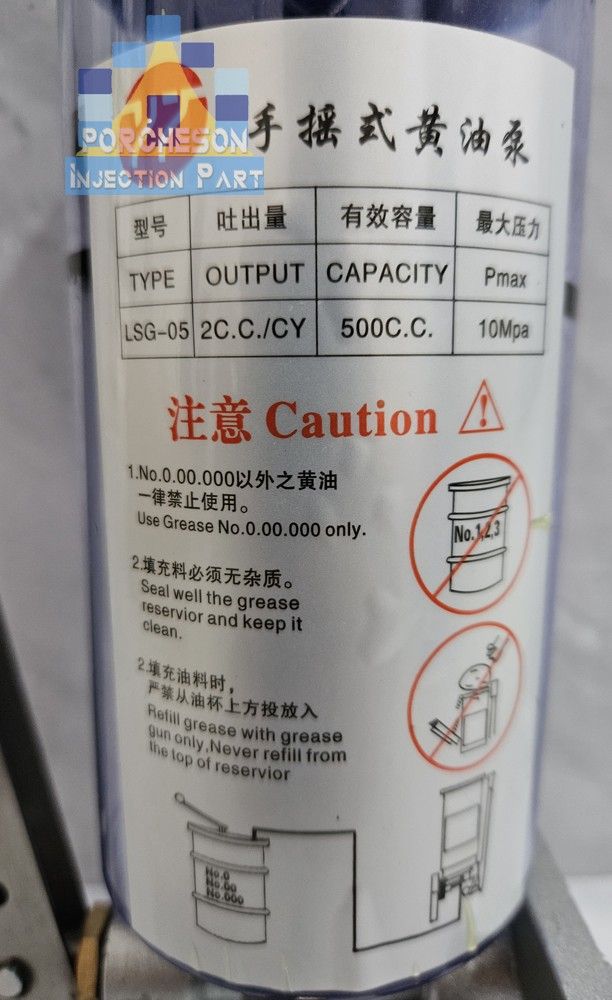 PORCHESON
INJECTION PART
手摇式黄油泵
型号 吐出量 有效容量 最大压力
TYPE OUTPUT CAPACITY Pmax
LSG-05 2C.C./CY 500C.C. 10Mpa
注意 Caution
1.No.0.00.000以外之黄油
一律禁止使用。
Use Grease No.0.00.000 only.
No.1,2,3
2.填充料必须无杂质。
Seal well the grease
reservior and keep it
clean.
2.填充油料时，
严禁从油杯上方投放入
Refill grease with grease
gun only,Never refill from
the top of reservior
No.0
No.00
No.000